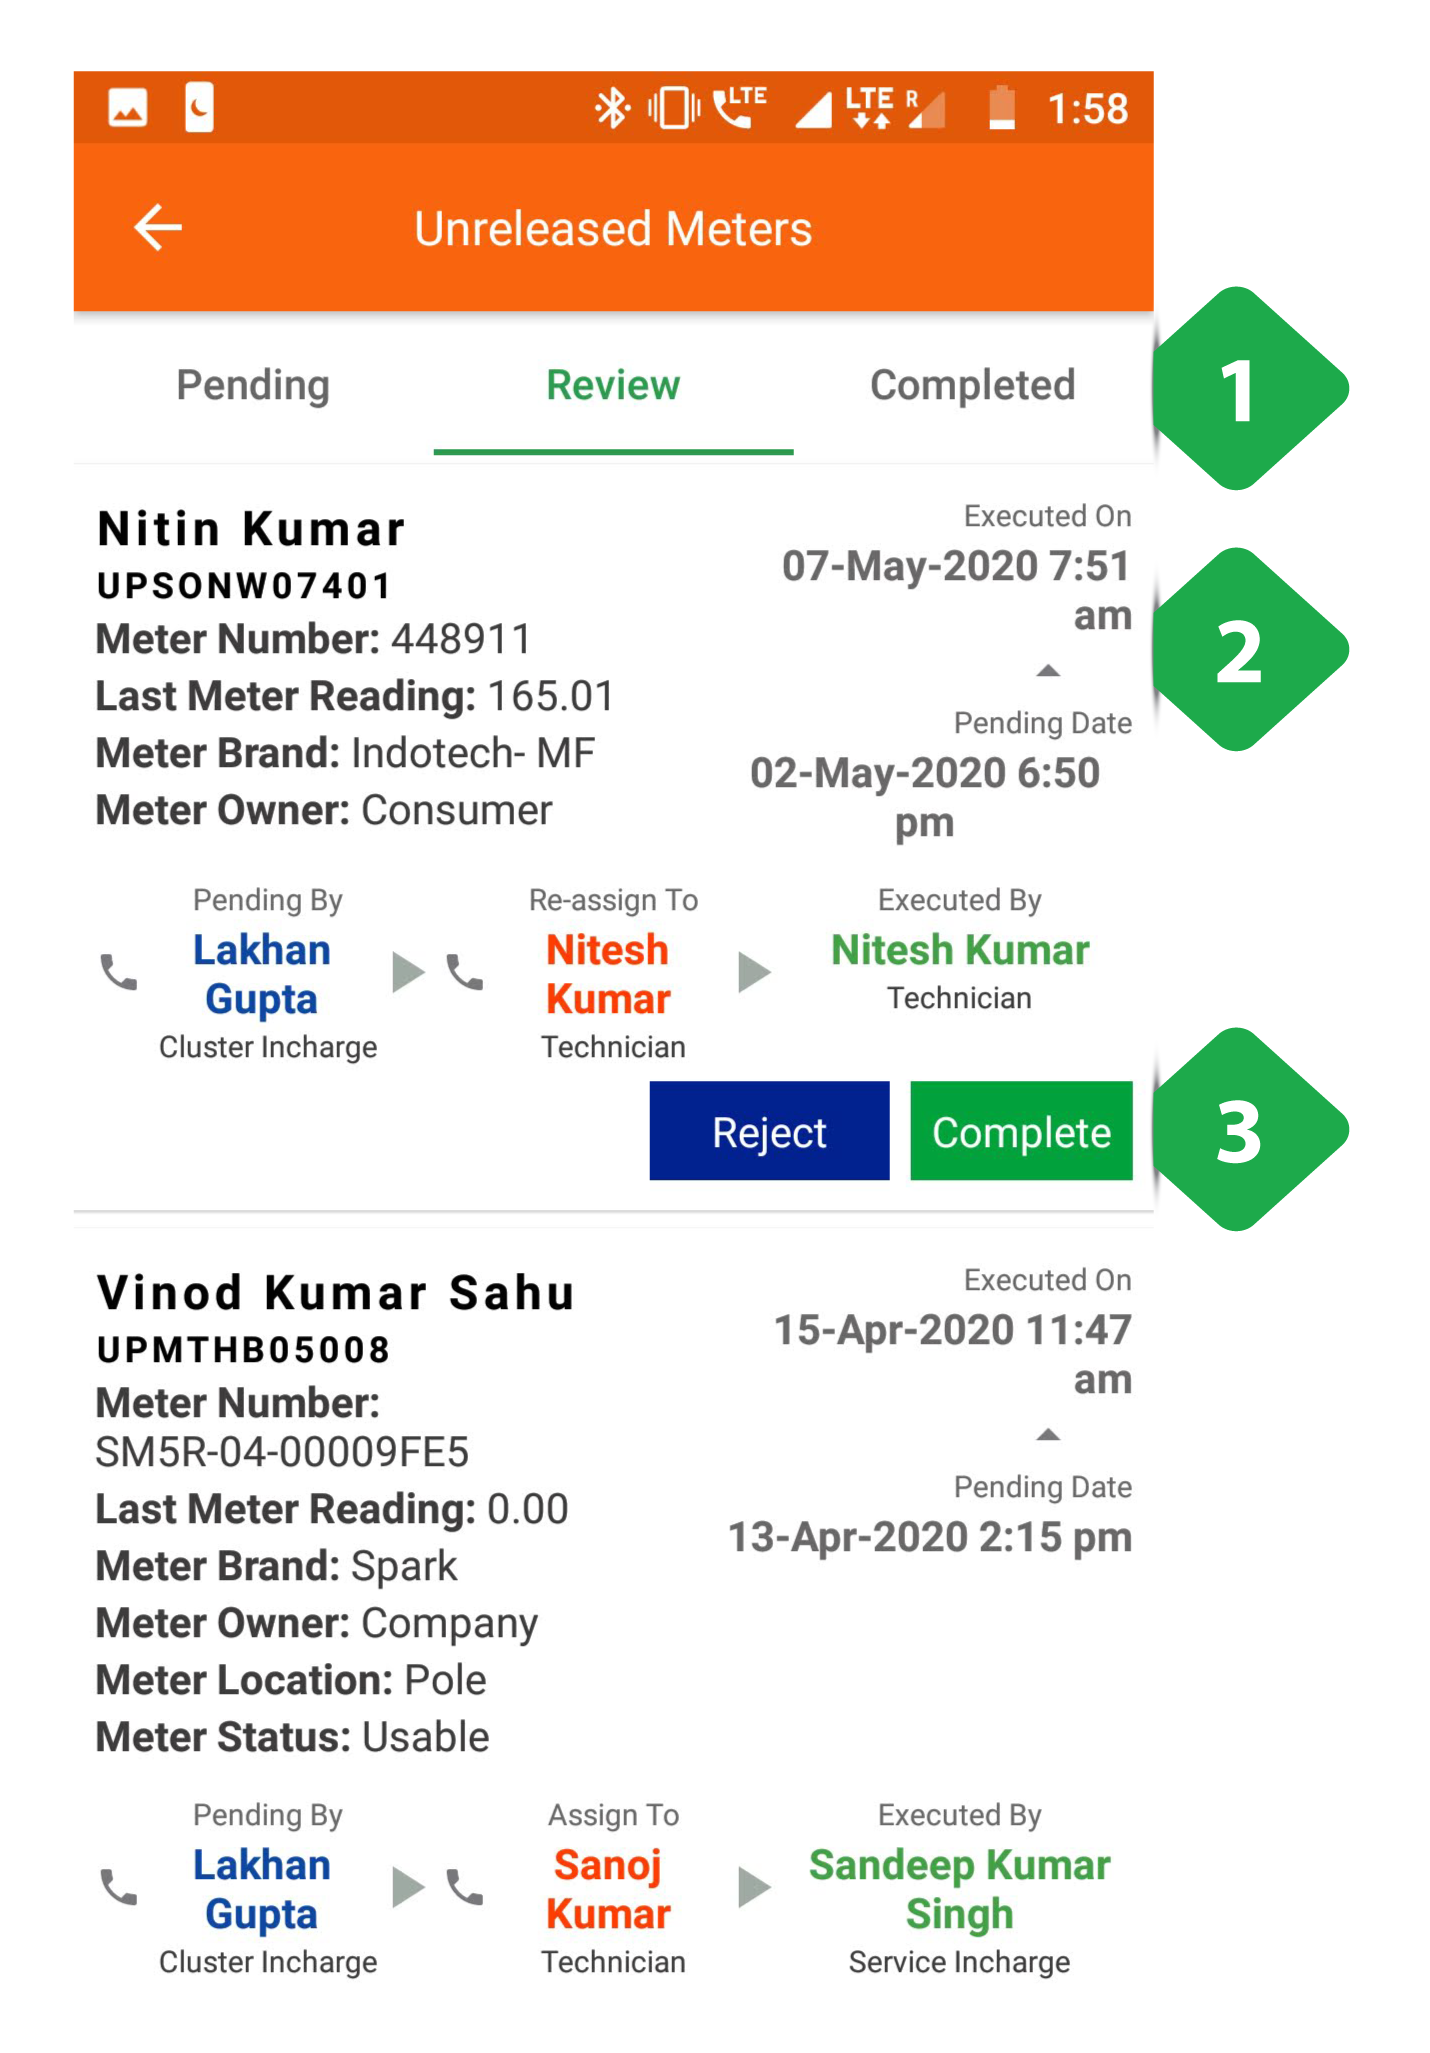 LTE LTE R 1:58
Unreleased Meters
Pending Review Completed
1
Nitin Kumar
UPSONW07401
Meter Number: 448911
Last Meter Reading: 165.01
Meter Brand: Indotech- MF
Meter Owner: Consumer
Executed On
07-May-2020 7:51
am
Pending Date
02-May-2020 6:50
pm
2
Pending By
Lakhan
Gupta
Cluster Incharge
Re-assign To
Nitesh
Kumar
Technician
Executed By
Nitesh Kumar
Technician
Reject Complete
3
Vinod Kumar Sahu
UPMTHB05008
Meter Number:
SM5R-04-00009FE5
Last Meter Reading: 0.00
Meter Brand: Spark
Meter Owner: Company
Meter Location: Pole
Meter Status: Usable
Executed On
15-Apr-2020 11:47
am
Pending Date
13-Apr-2020 2:15 pm
Pending By
Lakhan
Gupta
Cluster Incharge
Assign To
Sanoj
Kumar
Technician
Executed By
Sandeep Kumar
Singh
Service Incharge